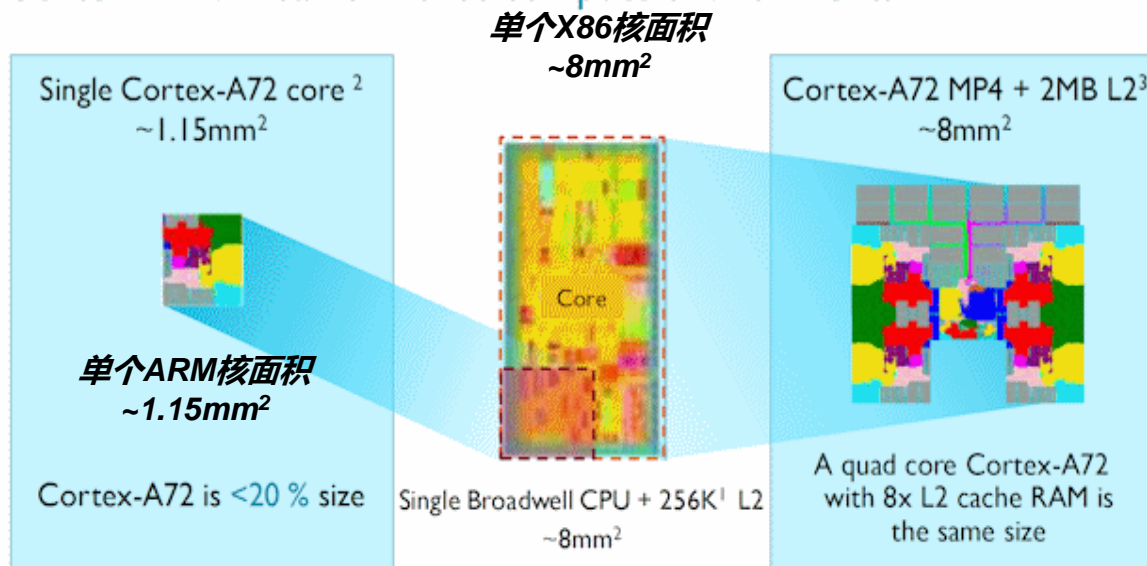 单个X86核面积
~8mm²
Single Cortex-A72 core ²
~1.15mm²
单个ARM核面积
~1.15mm²
Cortex-A72 is <20 % size
Core
Single Broadwell CPU + 256K¹ L2
~8mm²
Cortex-A72 MP4 + 2MB L2³
~8mm²
A quad core Cortex-A72
with 8x L2 cache RAM is
the same size